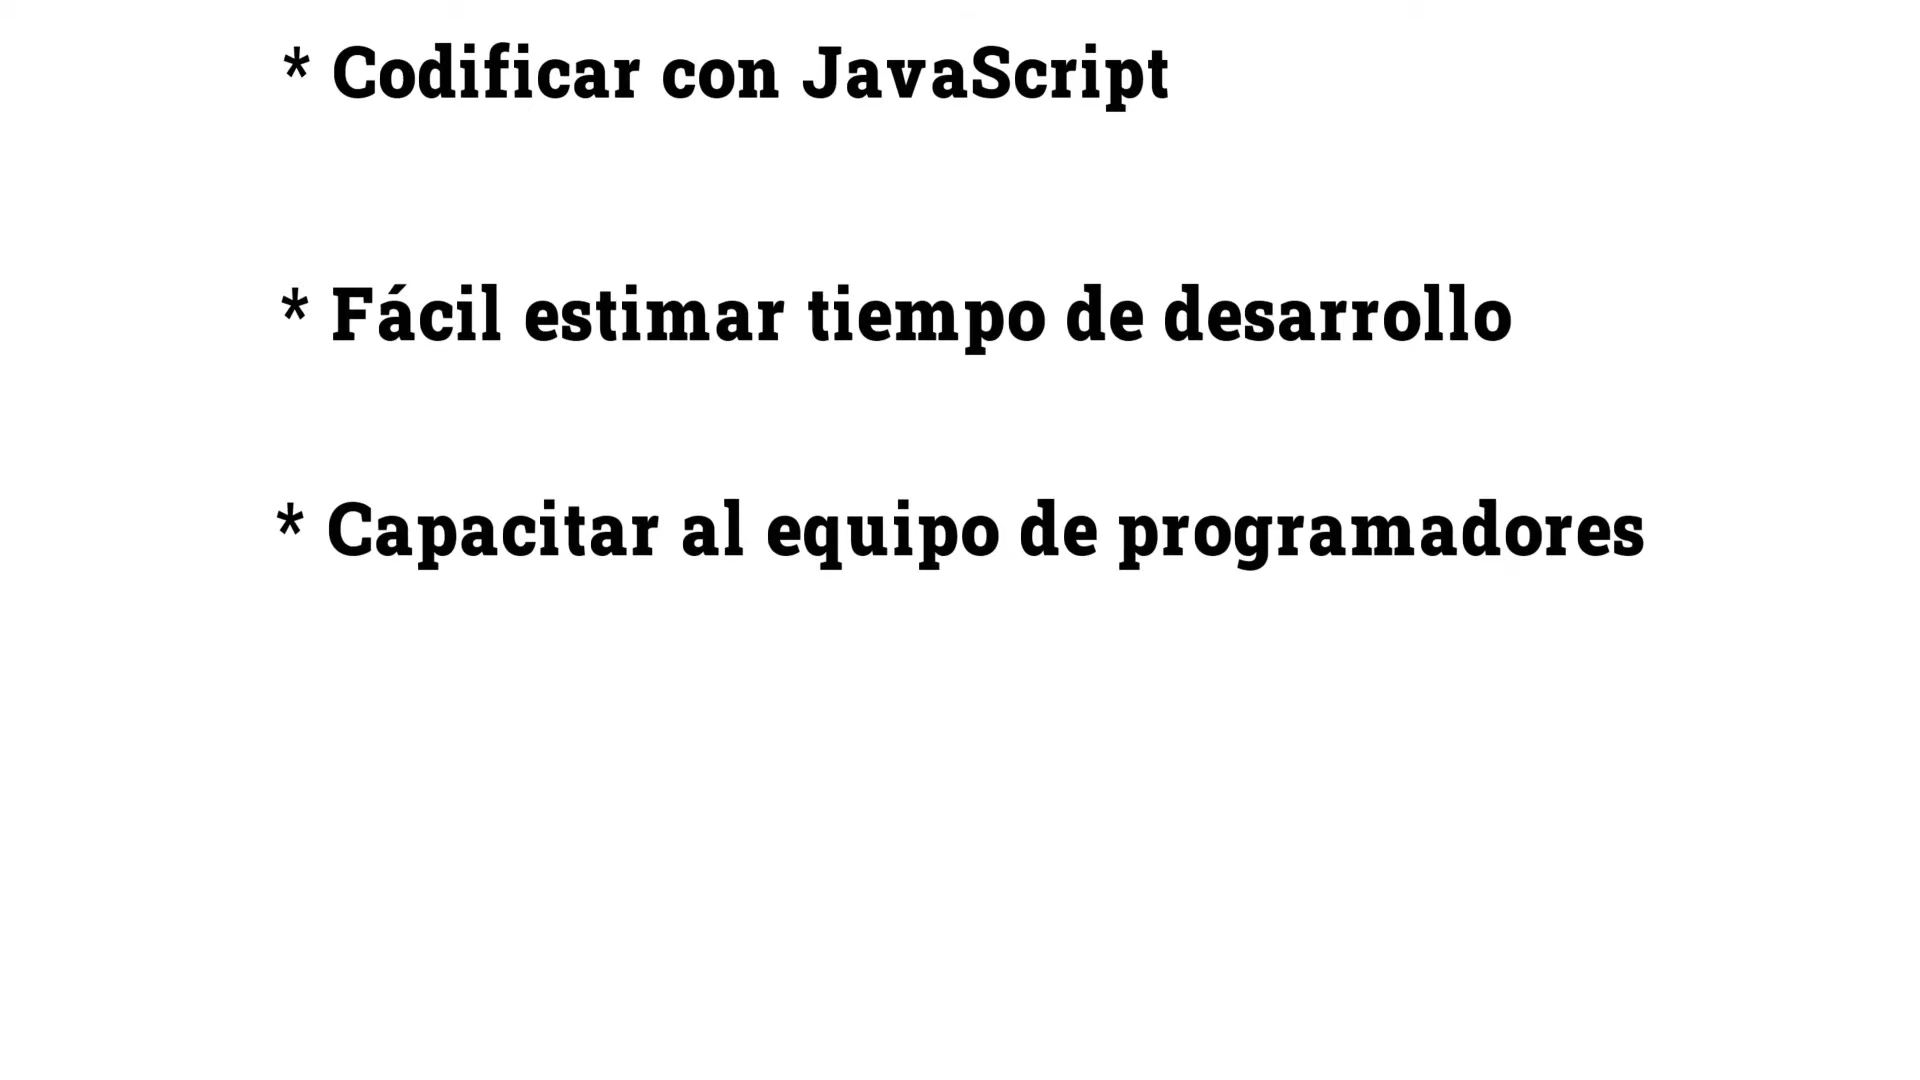 * Codificar con JavaScript
* Fácil estimar tiempo de desarrollo
* Capacitar al equipo de programadores